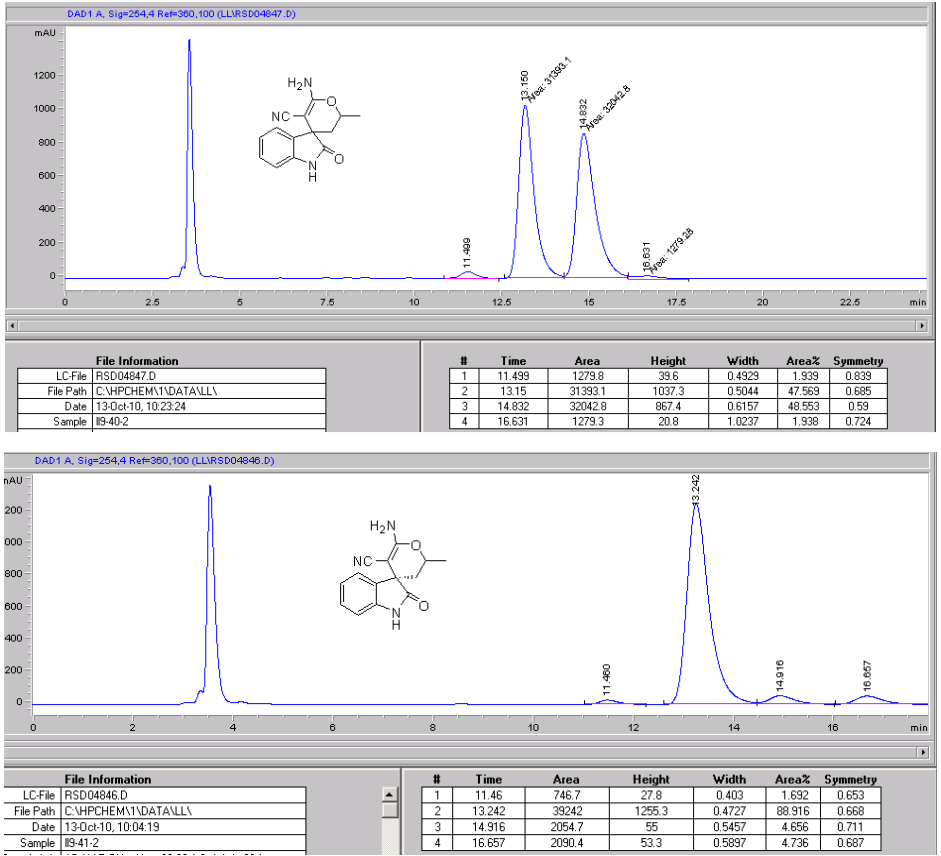 DAD1 A, Sig=254,4 Ref=360,100 (LL\RSD04847.D)
mAU
1200
1000
800
600
400
200
0
11.499
13.150
Area: 31393.1
14.832
Area: 32042.8
16.631
Area: 1279.28
H2N
O
NC
O
N
H
0 2.5 5 7.5 10 12.5 15 17.5 20 22.5 min
File Information
LC-File RSD04847.D
File Path C:\HPCHEM\1\DATA\LL\
Date 13-Oct-10, 10:23:24
Sample ll9-40-2
# Time Area Height Width Area% Symmetry
1 11.499 1279.8 39.6 0.4929 1.939 0.839
2 13.15 31393.1 1037.3 0.5044 47.569 0.685
3 14.832 32042.8 867.4 0.6157 48.553 0.59
4 16.631 1279.3 20.8 1.0237 1.938 0.724
DAD1 A, Sig=254,4 Ref=360,100 (LL\RSD04846.D)
nAU
200
000
800
600
400
200
0
11.460
13.242
14.916
16.657
H2N
O
NC
O
N
H
0 2 4 6 8 10 12 14 16 min
File Information
LC-File RSD04846.D
File Path C:\HPCHEM\1\DATA\LL\
Date 13-Oct-10, 10:04:19
Sample ll9-41-2
# Time Area Height Width Area% Symmetry
1 11.46 746.7 27.8 0.403 1.692 0.653
2 13.242 39242 1255.3 0.4727 88.916 0.668
3 14.916 2054.7 55 0.5457 4.656 0.711
4 16.657 2090.4 53.3 0.5897 4.736 0.687